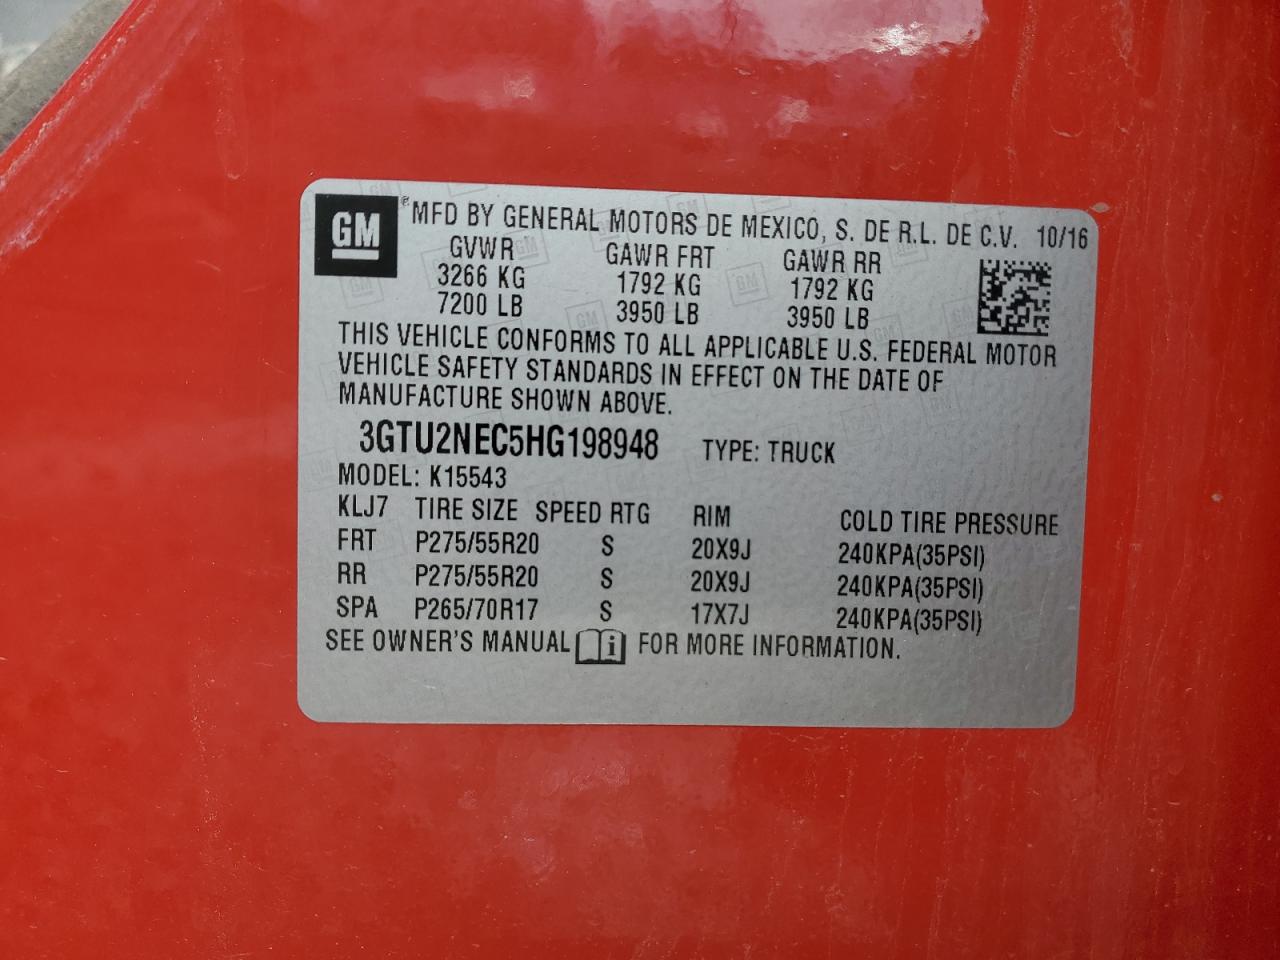 GM ® MFD BY GENERAL MOTORS DE MEXICO, S. DE R.L. DE C.V. 10/16
GVWR GAWR FRT GAWR RR
3266 KG 1792 KG 1792 KG
7200 LB 3950 LB 3950 LB
THIS VEHICLE CONFORMS TO ALL APPLICABLE U.S. FEDERAL MOTOR
VEHICLE SAFETY STANDARDS IN EFFECT ON THE DATE OF
MANUFACTURE SHOWN ABOVE.
3GTU2NEC5HG198948 TYPE: TRUCK
MODEL: K15543
KLJ7 TIRE SIZE SPEED RTG RIM COLD TIRE PRESSURE
FRT P275/55R20 S 20X9J 240KPA(35PSI)
RR P275/55R20 S 20X9J 240KPA(35PSI)
SPA P265/70R17 S 17X7J 240KPA(35PSI)
SEE OWNER'S MANUAL FOR MORE INFORMATION.